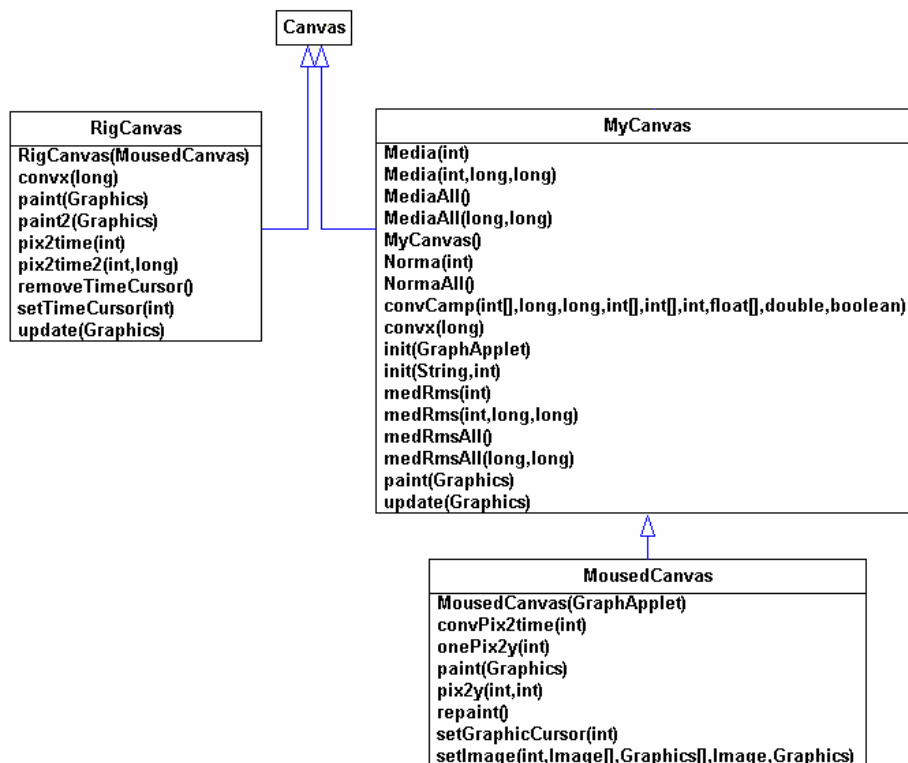 Canvas
RigCanvas
RigCanvas(MousedCanvas)
convx(long)
paint(Graphics)
paint2(Graphics)
pix2time(int)
pix2time2(int,long)
removeTimeCursor()
setTimeCursor(int)
update(Graphics)
MyCanvas
Media(int)
Media(int,long,long)
MediaAll()
MediaAll(long,long)
MyCanvas()
Norma(int)
NormaAll()
convCamp(int[],long,long,int[],int[],int,float[],double,boolean)
convx(long)
init(GraphApplet)
init(String,int)
medRms(int)
medRms(int,long,long)
medRmsAll()
medRmsAll(long,long)
paint(Graphics)
update(Graphics)
MousedCanvas
MousedCanvas(GraphApplet)
convPix2time(int)
onePix2y(int)
paint(Graphics)
pix2y(int,int)
repaint()
setGraphicCursor(int)
setImage(int,Image[],Graphics[],Image,Graphics)